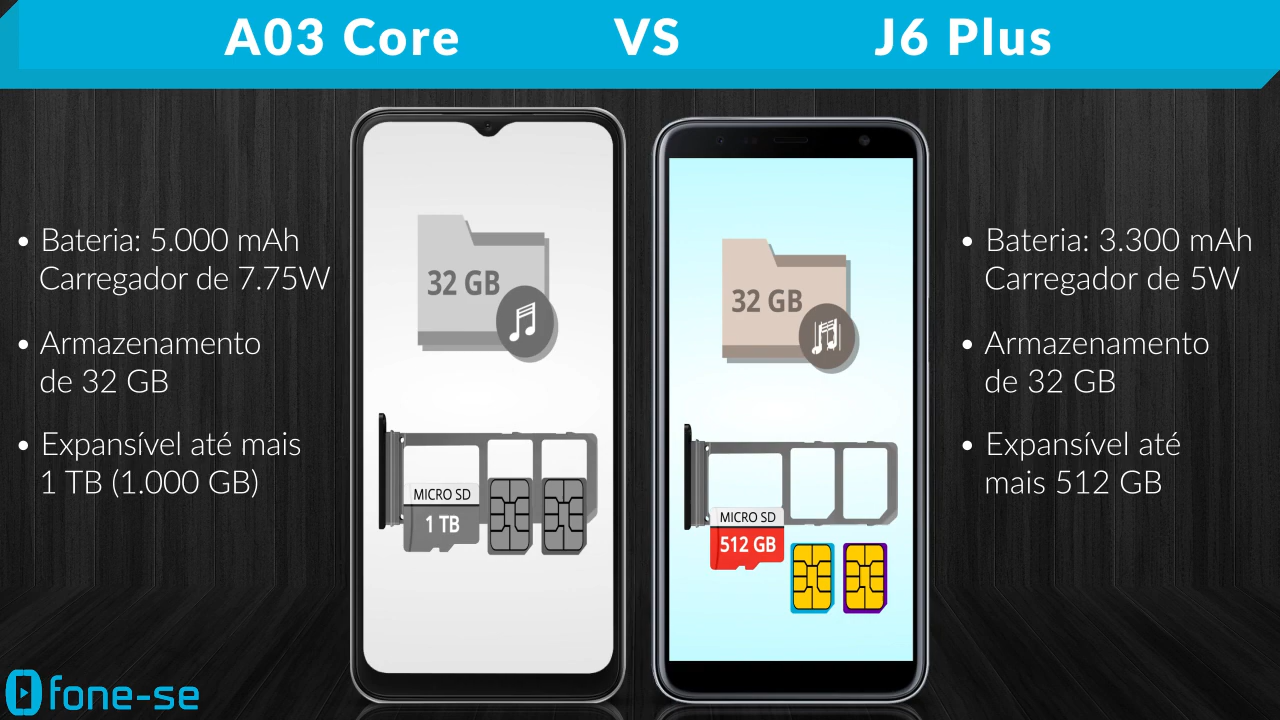 A03 Core VS J6 Plus
• Bateria: 5.000 mAh
Carregador de 7.75W
• Armazenamento
de 32 GB
• Expansível até mais
1 TB (1.000 GB)
32 GB
MICRO SD
1 TB
32 GB
MICRO SD
512 GB
• Bateria: 3.300 mAh
Carregador de 5W
• Armazenamento
de 32 GB
• Expansível até
mais 512 GB
fone-se